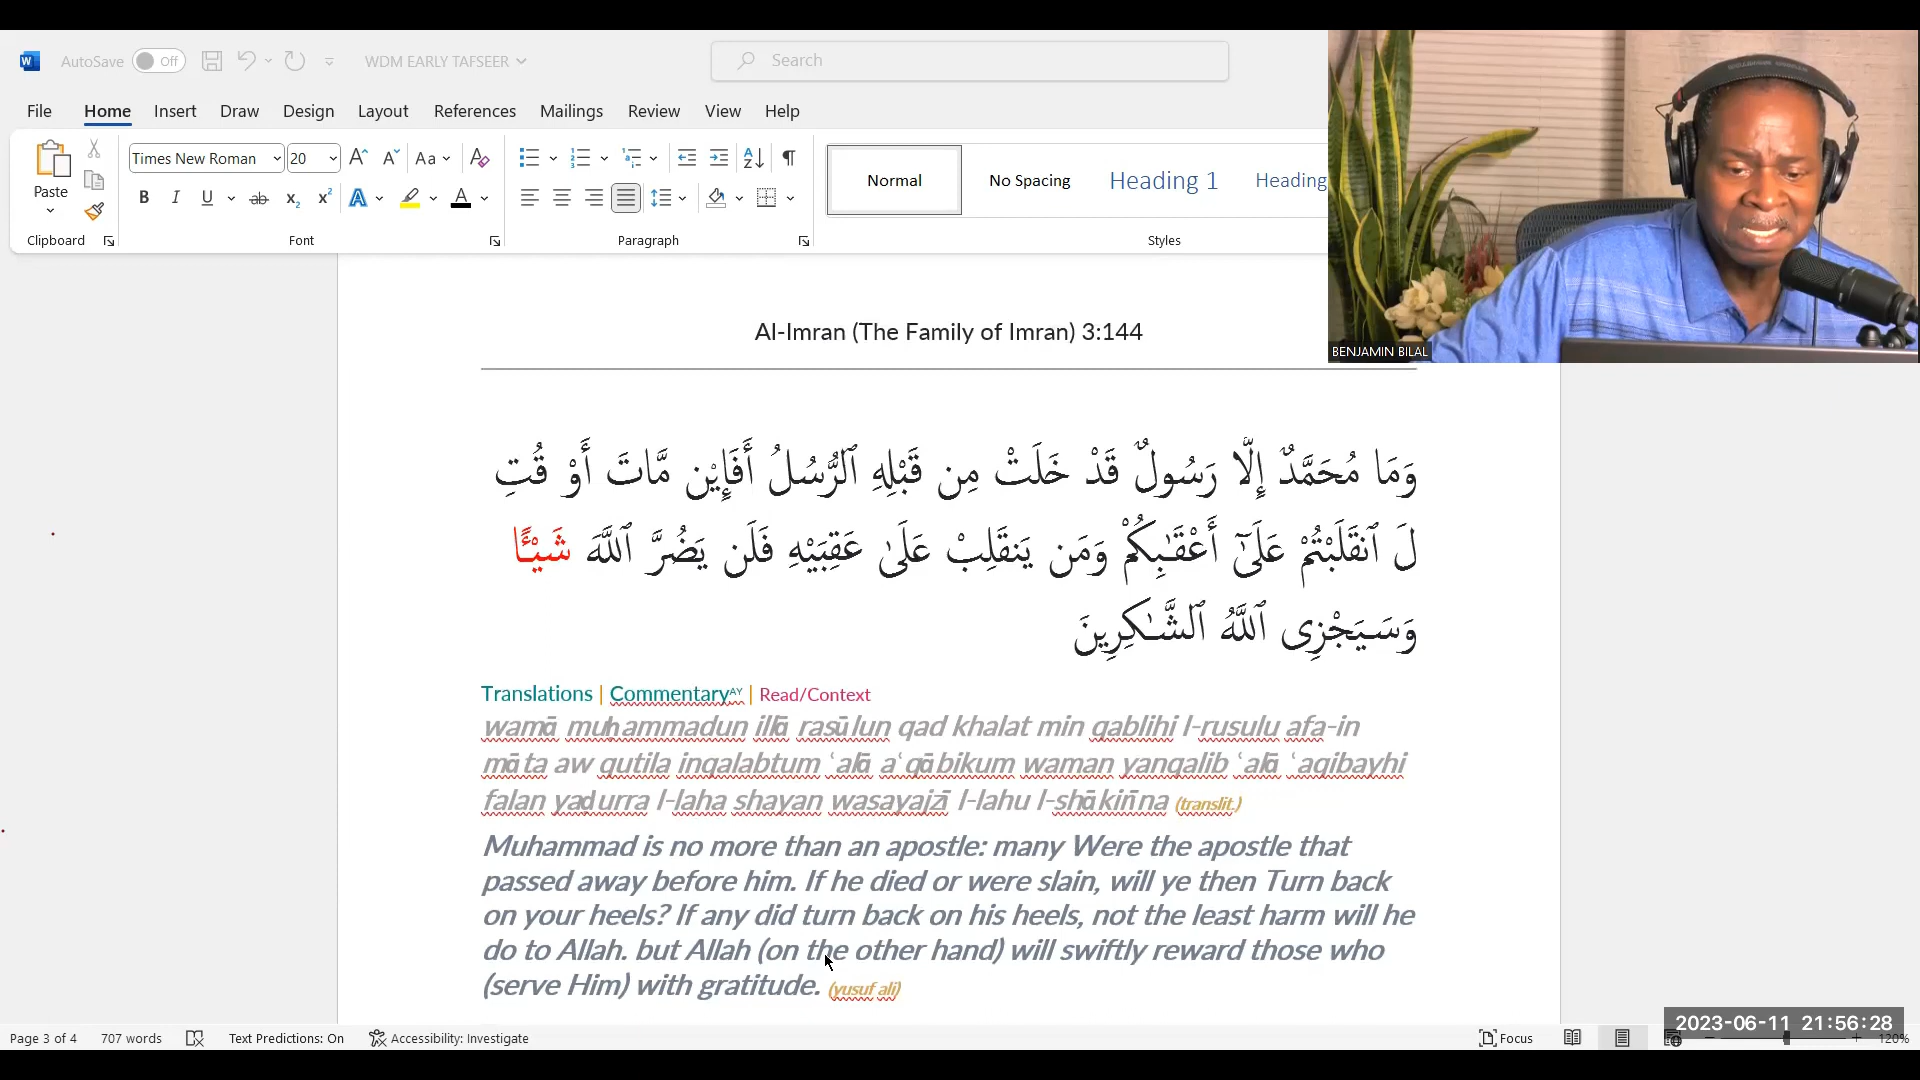 AutoSave Off WDM EARLY TAFSEER Search
File Home Insert Draw Design Layout References Mailings Review View Help
Paste
Times New Roman 20
Normal No Spacing Heading 1 Heading
Clipboard Font Paragraph Styles
BENJAMIN BILAL
Al-Imran (The Family of Imran) 3:144
وَمَا مُحَمَّدٌ إِلَّا رَسُولٌ قَدْ خَلَتْ مِن قَبْلِهِ ٱلرُّسُلُ أَفَإِيْن مَّاتَ أَوْ قُتِ
لَ ٱنقَلَبْتُمْ عَلَىٰٓ أَعْقَـٰبِكُمْ وَمَن يَنقَلِبْ عَلَىٰ عَقِبَيْهِ فَلَن يَضُرَّ ٱللَّهَ شَيْـًٔا
وَسَيَجْزِى ٱللَّهُ ٱلشَّـٰكِرِينَ
Translations | Commentaryᴬʸ | Read/Context
wamā muḥammadun illā rasūlun qad khalat min qablihi l-rusulu afa-in
māta aw qutila inqalabtum ʿalā aʿqābikum waman yanqalib ʿalā ʿaqibayhi
falan yaḍurra l-laha shayan wasayajzī l-lahu l-shākirīna (translit.)
Muhammad is no more than an apostle: many Were the apostle that
passed away before him. If he died or were slain, will ye then Turn back
on your heels? If any did turn back on his heels, not the least harm will he
do to Allah. but Allah (on the other hand) will swiftly reward those who
(serve Him) with gratitude. (yusuf ali)
2023-06-11 21:56:28
Page 3 of 4 707 words Text Predictions: On Accessibility: Investigate Focus 120%